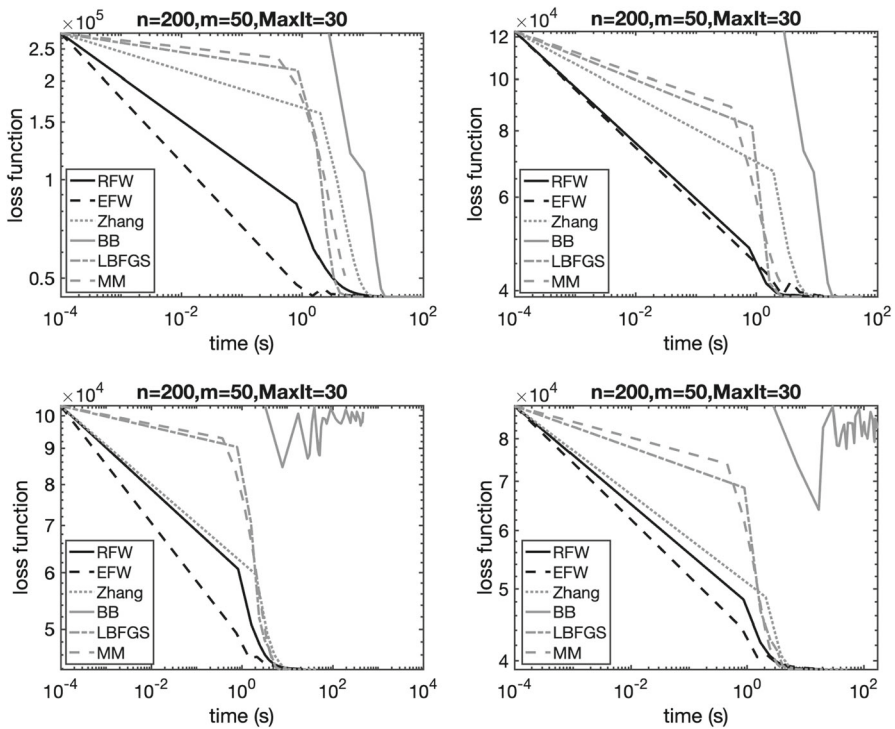 n=200,m=50,MaxIt=30
×10^5
2.5
2
1.5
1
0.5
loss function
RFW
EFW
Zhang
BB
LBFGS
MM
10^-4 10^-2 10^0 10^2
time (s)
n=200,m=50,MaxIt=30
×10^4
12
10
8
6
4
loss function
RFW
EFW
Zhang
BB
LBFGS
MM
10^-4 10^-2 10^0 10^2
time (s)
n=200,m=50,MaxIt=30
×10^4
10
9
8
7
6
5
loss function
RFW
EFW
Zhang
BB
LBFGS
MM
10^-4 10^-2 10^0 10^2 10^4
time (s)
n=200,m=50,MaxIt=30
×10^4
8
7
6
5
4
loss function
RFW
EFW
Zhang
BB
LBFGS
MM
10^-4 10^-2 10^0 10^2
time (s)